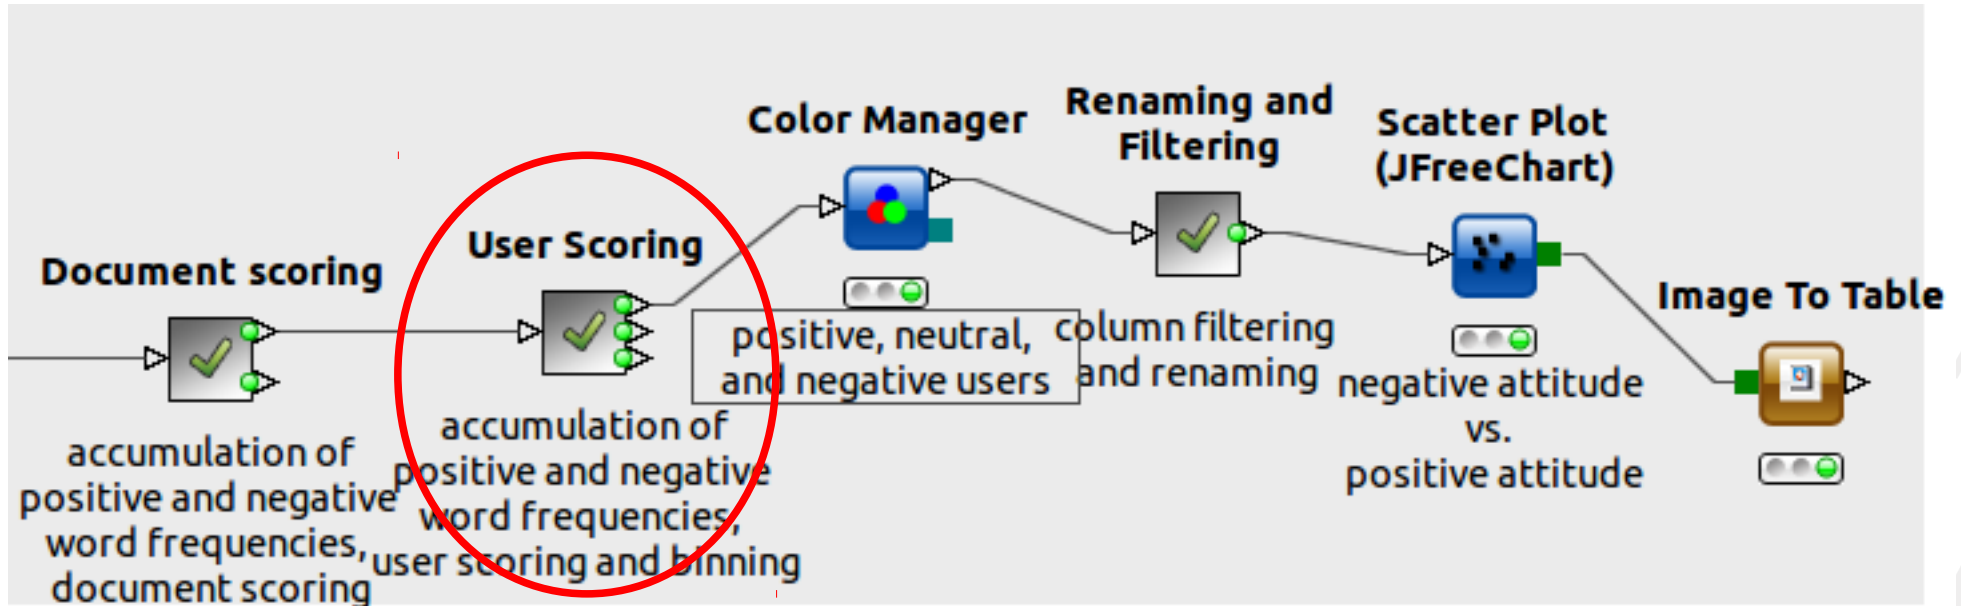 Document scoring
accumulation of
positive and negative
word frequencies,
document scoring
User Scoring
accumulation of
positive and negative
word frequencies,
user scoring and binning
Color Manager
positive, neutral,
and negative users
Renaming and
Filtering
column filtering
and renaming
Scatter Plot
(JFreeChart)
negative attitude
vs.
positive attitude
Image To Table